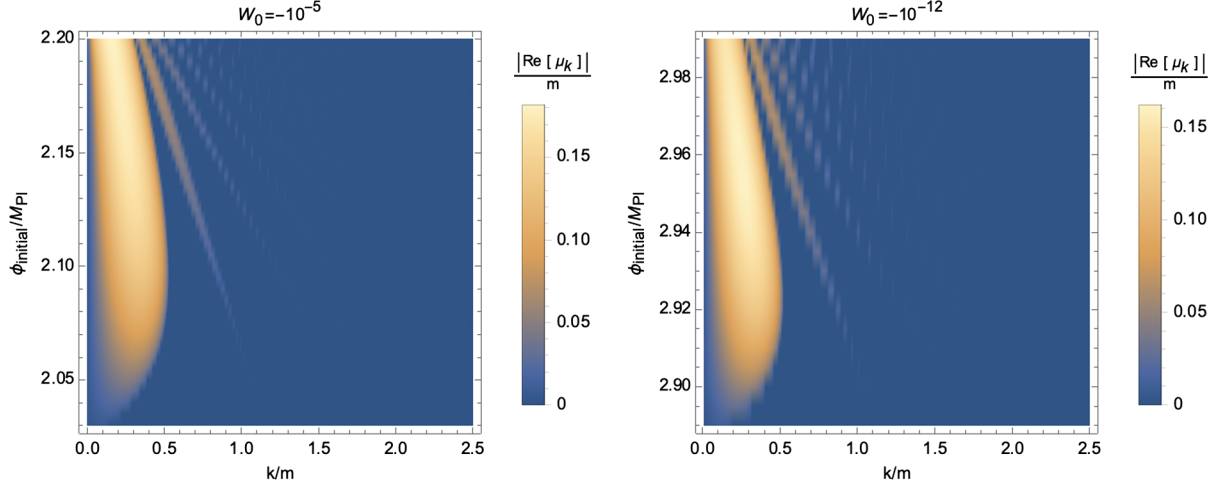 W₀=−10⁻⁵
2.20
2.15
2.10
2.05
ϕinitial/MPl
0.0 0.5 1.0 1.5 2.0 2.5
k/m
|Re[μk]|
m
0.15
0.10
0.05
0
W₀=−10⁻¹²
2.98
2.96
2.94
2.92
2.90
ϕinitial/MPl
0.0 0.5 1.0 1.5 2.0 2.5
k/m
|Re[μk]|
m
0.15
0.10
0.05
0